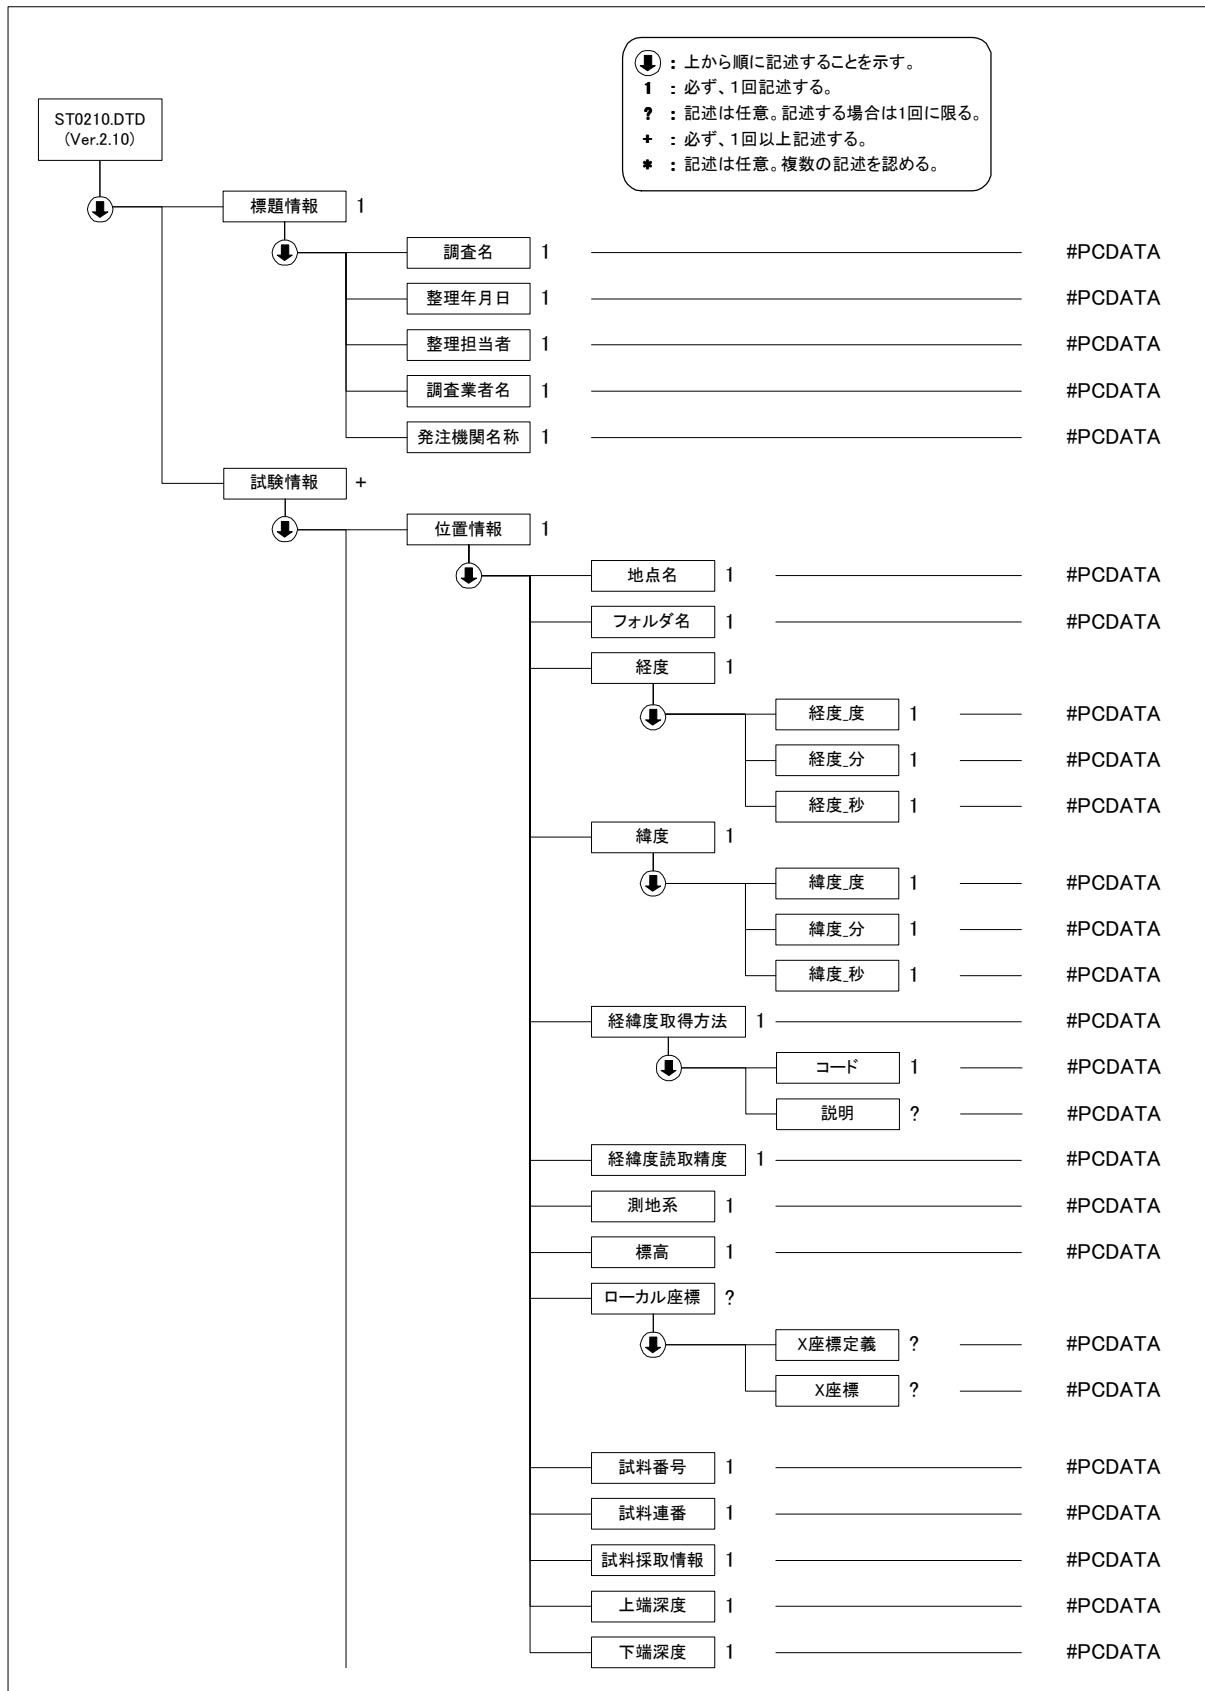 : 上から順に記述することを示す。
1 : 必ず、1回記述する。
? : 記述は任意。記述する場合は1回に限る。
+ : 必ず、1回以上記述する。
* : 記述は任意。複数の記述を認める。
ST0210.DTD
(Ver.2.10)
標題情報 1
調査名 1 #PCDATA
整理年月日 1 #PCDATA
整理担当者 1 #PCDATA
調査業者名 1 #PCDATA
発注機関名称 1 #PCDATA
試験情報 +
位置情報 1
地点名 1 #PCDATA
フォルダ名 1 #PCDATA
経度 1
経度_度 1 #PCDATA
経度_分 1 #PCDATA
経度_秒 1 #PCDATA
緯度 1
緯度_度 1 #PCDATA
緯度_分 1 #PCDATA
緯度_秒 1 #PCDATA
経緯度取得方法 1 #PCDATA
コード 1 #PCDATA
説明 ? #PCDATA
経緯度読取精度 1 #PCDATA
測地系 1 #PCDATA
標高 1 #PCDATA
ローカル座標 ?
X座標定義 ? #PCDATA
X座標 ? #PCDATA
試料番号 1 #PCDATA
試料連番 1 #PCDATA
試料採取情報 1 #PCDATA
上端深度 1 #PCDATA
下端深度 1 #PCDATA